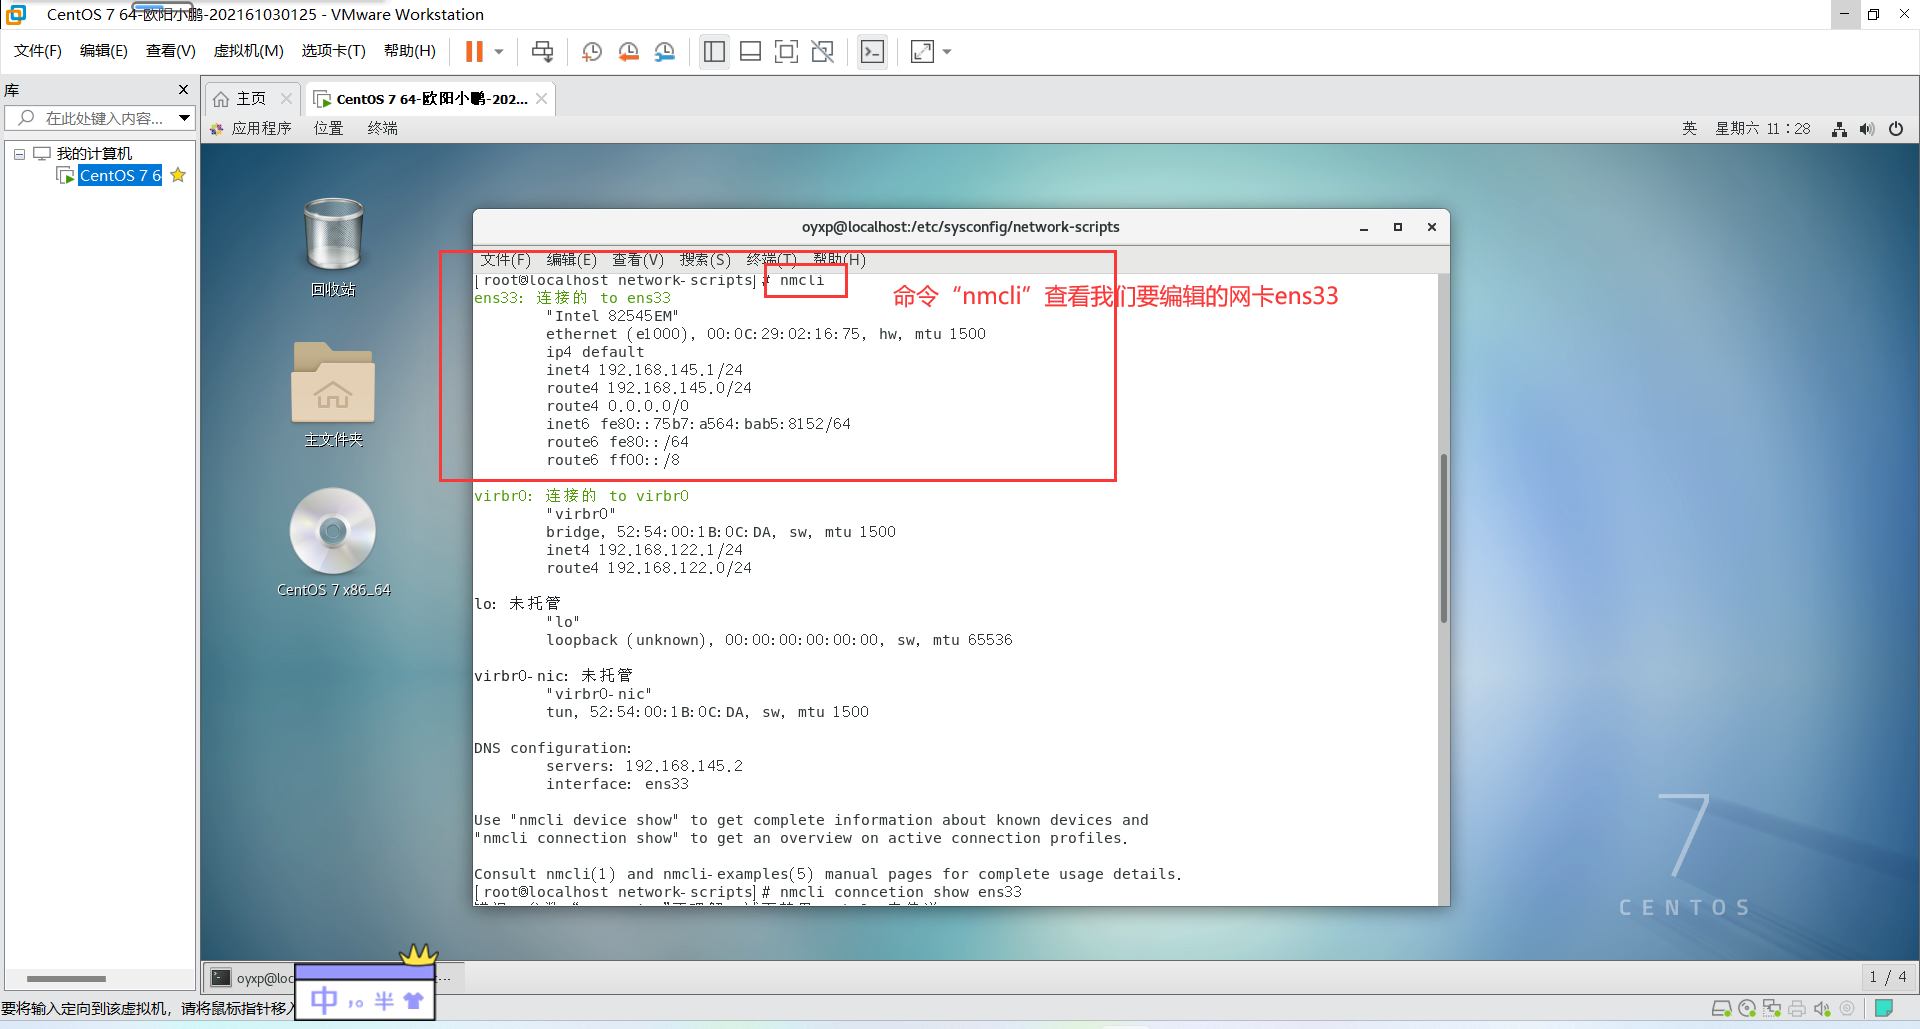 CentOS 7 64-欧阳小鹏-202161030125 - VMware Workstation
文件(F) 编辑(E) 查看(V) 虚拟机(M) 选项卡(T) 帮助(H)
库
在此处键入内容...
我的计算机
CentOS 7 6
主页
CentOS 7 64-欧阳小鹏-202...
应用程序 位置 终端
英 星期六 11：28
回收站
主文件夹
CentOS 7 x86_64
oyxp@localhost:/etc/sysconfig/network-scripts
文件(F) 编辑(E) 查看(V) 搜索(S) 终端(T) 帮助(H)
[root@localhost network-scripts]# nmcli
命令“nmcli”查看我们要编辑的网卡ens33
ens33: 连接的 to ens33
"Intel 82545EM"
ethernet (e1000), 00:0C:29:02:16:75, hw, mtu 1500
ip4 default
inet4 192.168.145.1/24
route4 192.168.145.0/24
route4 0.0.0.0/0
inet6 fe80::75b7:a564:bab5:8152/64
route6 fe80::/64
route6 ff00::/8
virbr0: 连接的 to virbr0
"virbr0"
bridge, 52:54:00:1B:0C:DA, sw, mtu 1500
inet4 192.168.122.1/24
route4 192.168.122.0/24
lo: 未托管
"lo"
loopback (unknown), 00:00:00:00:00:00, sw, mtu 65536
virbr0-nic: 未托管
"virbr0-nic"
tun, 52:54:00:1B:0C:DA, sw, mtu 1500
DNS configuration:
servers: 192.168.145.2
interface: ens33
Use "nmcli device show" to get complete information about known devices and
"nmcli connection show" to get an overview on active connection profiles.
Consult nmcli(1) and nmcli-examples(5) manual pages for complete usage details.
[root@localhost network-scripts]# nmcli conncetion show ens33
7
CENTOS
oyxp@loc
...
1 / 4
中 ,。半
要将输入定向到该虚拟机，请将鼠标指针移入